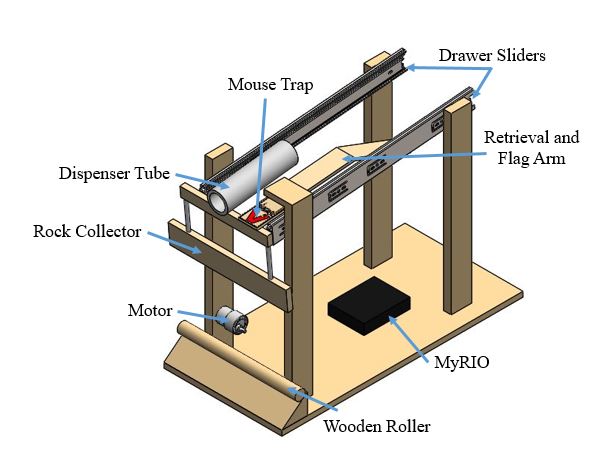 Drawer Sliders
Mouse Trap
Retrieval and
Flag Arm
Dispenser Tube
Rock Collector
Motor
MyRIO
Wooden Roller